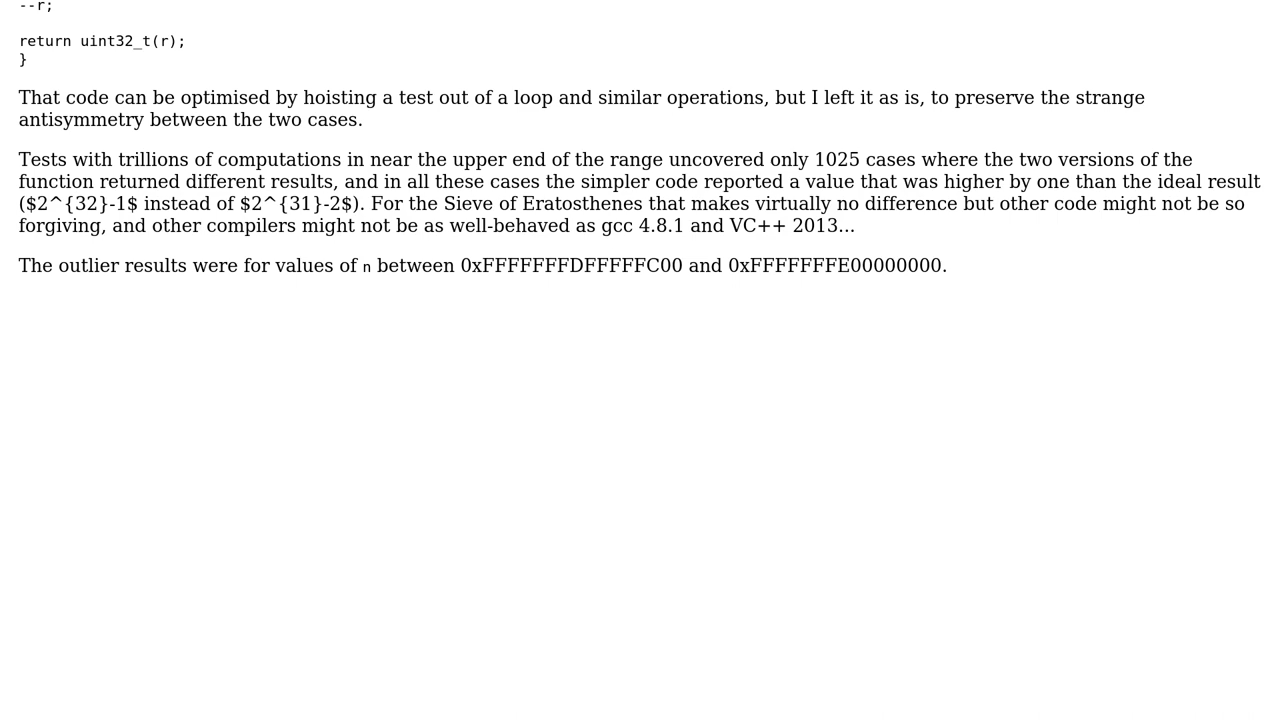 --r;
return uint32_t(r);
}
That code can be optimised by hoisting a test out of a loop and similar operations, but I left it as is, to preserve the strange
antisymmetry between the two cases.
Tests with trillions of computations in near the upper end of the range uncovered only 1025 cases where the two versions of the
function returned different results, and in all these cases the simpler code reported a value that was higher by one than the ideal result
($2^{32}-1$ instead of $2^{31}-2$). For the Sieve of Eratosthenes that makes virtually no difference but other code might not be so
forgiving, and other compilers might not be as well-behaved as gcc 4.8.1 and VC++ 2013...
The outlier results were for values of n between 0xFFFFFFFDFFFFFC00 and 0xFFFFFFFE00000000.